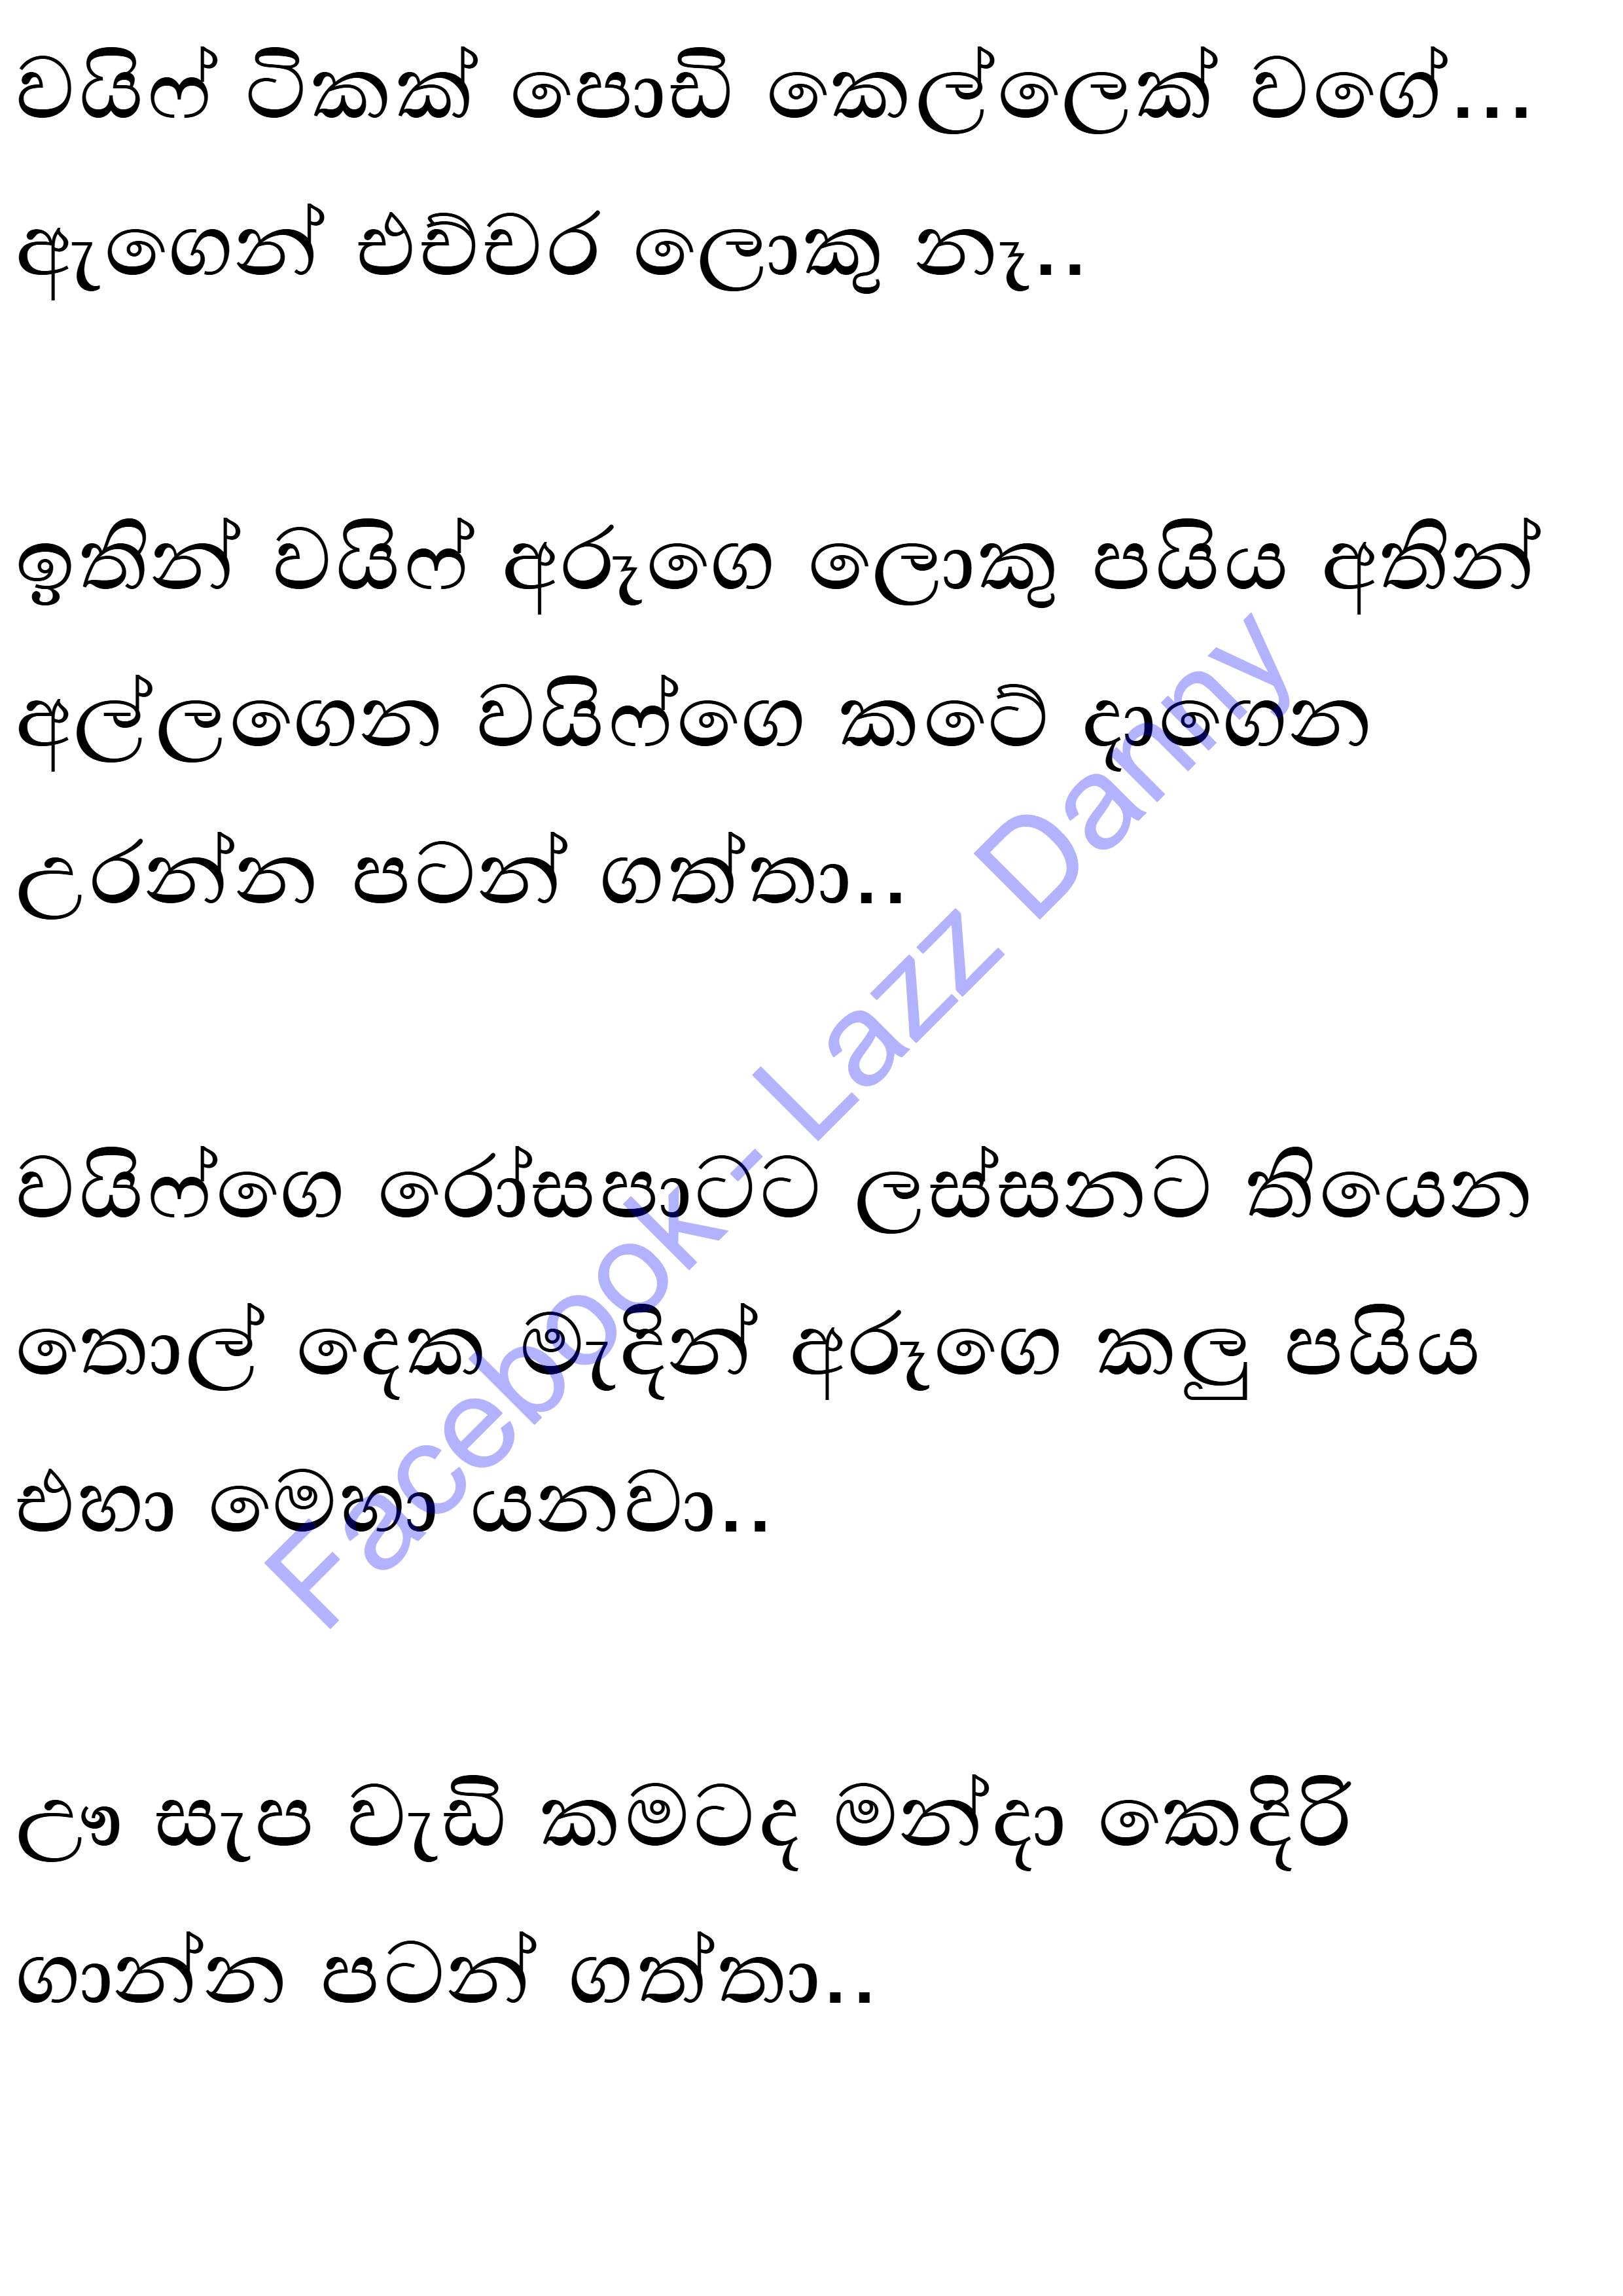 වයිෆ් ටිකක් පොඩි කෙල්ලෙක් වගේ...
ඇගෙන් එච්චර ලොකු නෑ..
ඉතින් වයිෆ් අරූගෙ ලොකු පයිය අතින්
අල්ලගෙන වයිෆ්ගෙ කටේ දාගෙන
උරන්න පටන් ගත්තා..
වයිෆ්ගෙ රෝසපාටට ලස්සනට තියෙන
තොල් දෙක මැදින් අරූගෙ කලු පයිය
එහා මෙහා යනවා..
ඌ සැප වැඩි කමටද මන්දා කෙදිරි
ගාන්න පටන් ගත්තා..
Facebook - Lazz Danny